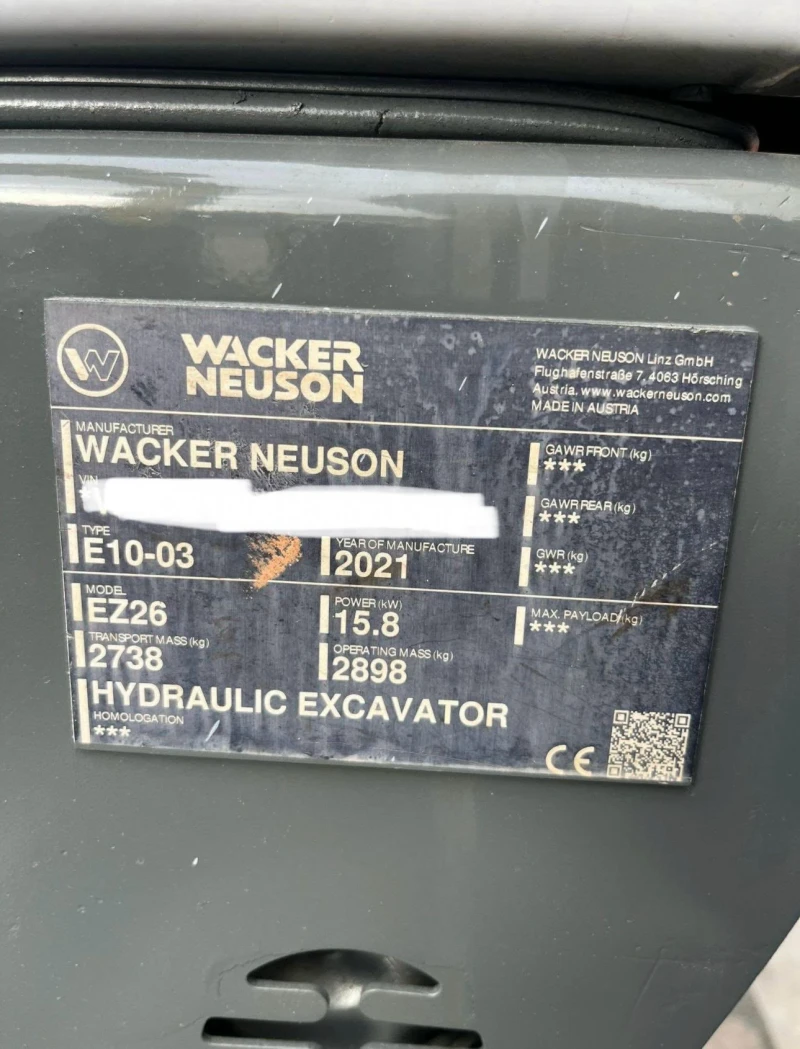 WACKER
NEUSON
WACKER NEUSON Linz GmbH
Flughafenstraße 7, 4063 Hörsching
Austria, www.wackerneuson.com
MADE IN AUSTRIA
MANUFACTURER
WACKER NEUSON
VIN
TYPE
E10-03
YEAR OF MANUFACTURE
2021
MODEL
EZ26
POWER (kW)
15.8
TRANSPORT MASS (kg)
2738
OPERATING MASS (kg)
2898
HYDRAULIC EXCAVATOR
HOMOLOGATION
***
GAWR FRONT (kg)
***
GAWR REAR (kg)
***
GWR (kg)
***
MAX. PAYLOAD (kg)
***
CE